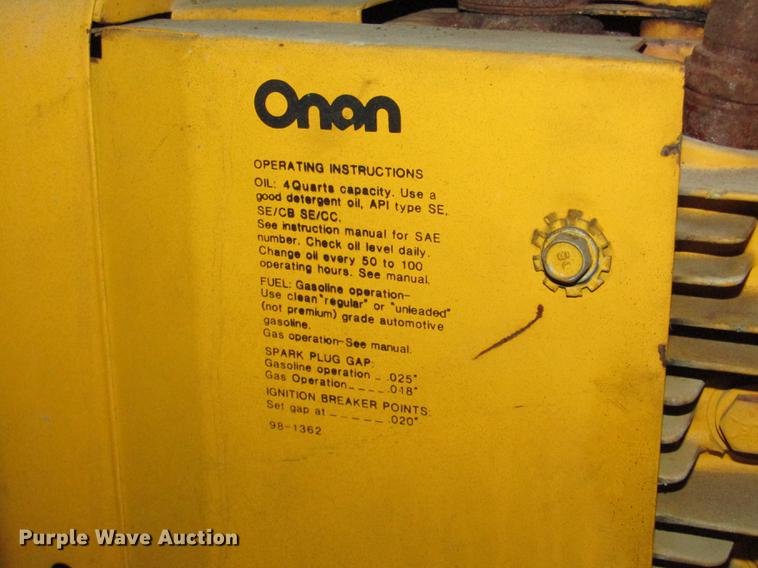 Onan
OPERATING INSTRUCTIONS
OIL: 4Quarts capacity. Use a
good detergent oil, API type SE,
SE/CB SE/CC.
See instruction manual for SAE
number. Check oil level daily.
Change oil every 50 to 100
operating hours. See manual.
FUEL: Gasoline operation-
Use clean "regular" or "unleaded"
(not premium) grade automotive
gasoline.
Gas operation-See manual.
SPARK PLUG GAP:
Gasoline operation _ .025"
Gas Operation_ _ _ _ .018"
IGNITION BREAKER POINTS:
Set gap at _ _ _ _ _ _ .020"
98-1362
Purple Wave Auction